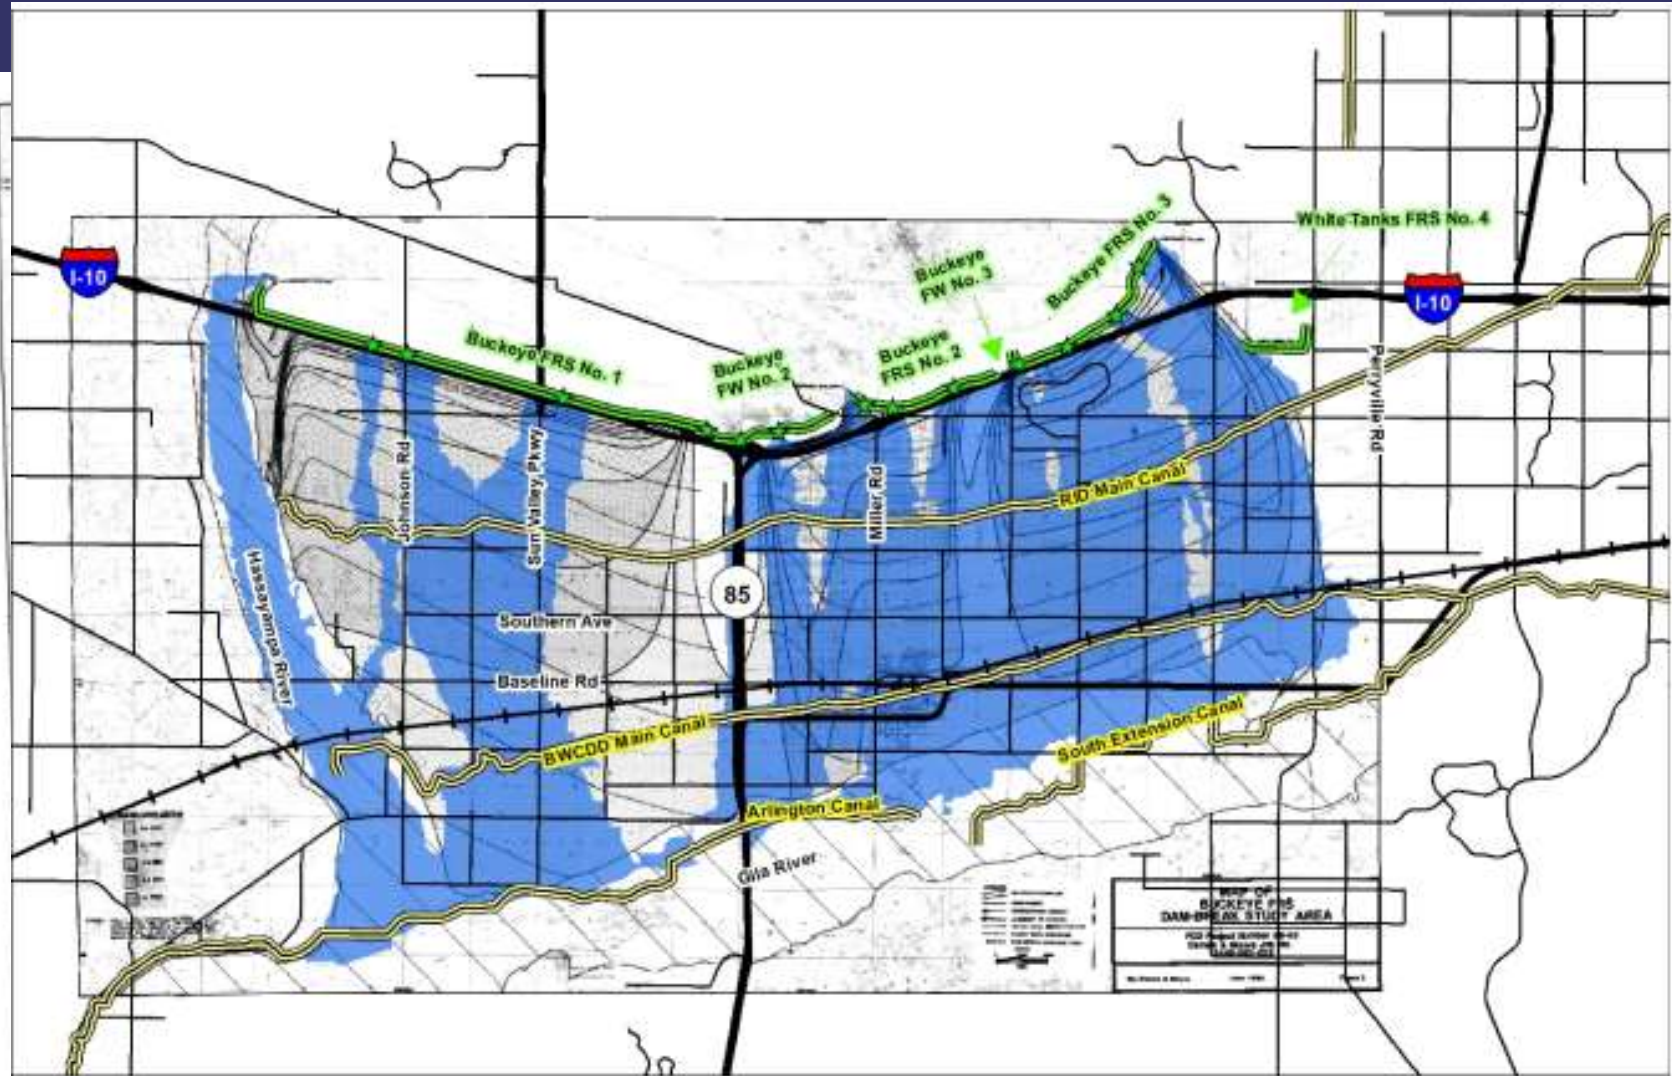 White Tanks FRS No. 4
Buckeye FRS No. 3
Buckeye
FW No. 3
I-10
I-10
Buckeye FRS No. 1
Buckeye
FW No. 2
Buckeye
FRS No. 2
Perryville Rd
Johnson Rd
Sun Valley Pkwy
Miller Rd
RID Main Canal
Hassayampa River
85
Southern Ave
Baseline Rd
BWCDD Main Canal
South Extension Canal
Arlington Canal
Gila River
MAP OF
BUCKEYE FRS
DAM-BREAK STUDY AREA